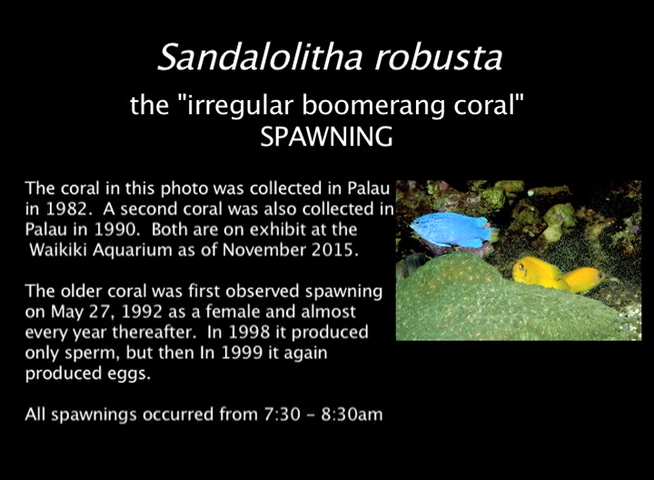 Sandalolitha robusta
the "irregular boomerang coral"
SPAWNING
The coral in this photo was collected in Palau
in 1982. A second coral was also collected in
Palau in 1990. Both are on exhibit at the
Waikiki Aquarium as of November 2015.
The older coral was first observed spawning
on May 27, 1992 as a female and almost
every year thereafter. In 1998 it produced
only sperm, but then In 1999 it again
produced eggs.
All spawnings occurred from 7:30 – 8:30am